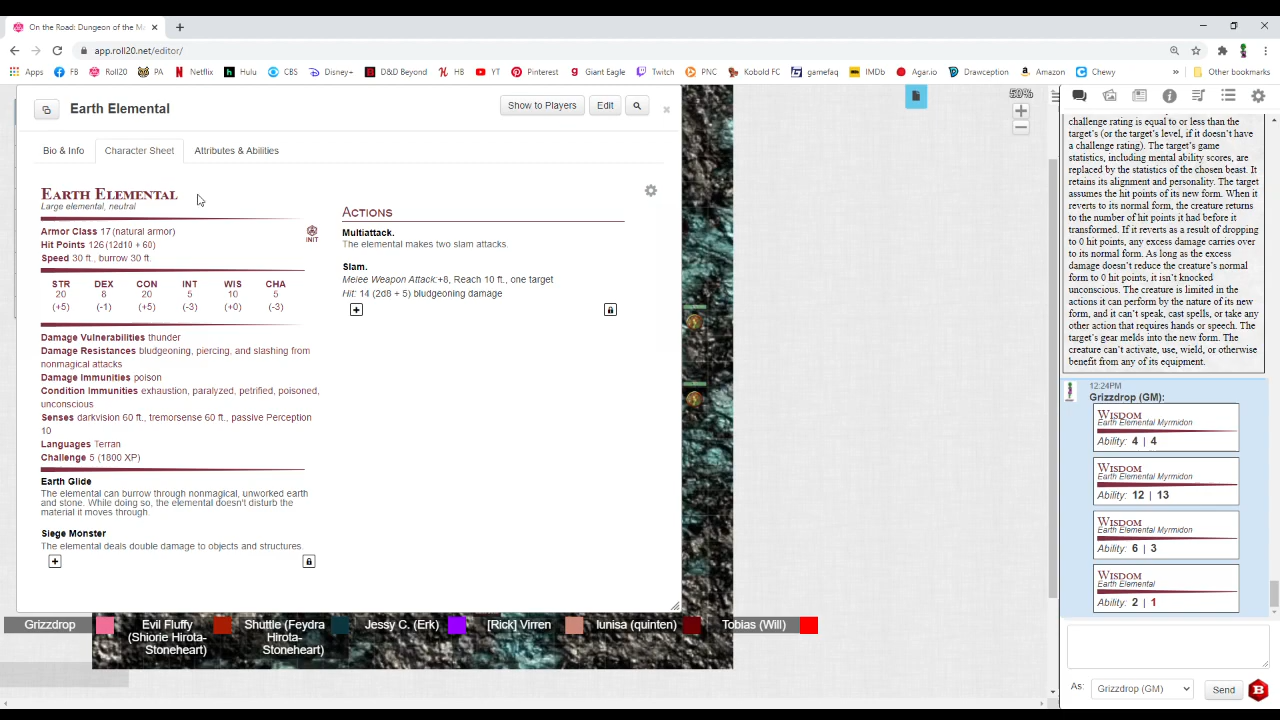 On the Road: Dungeon of the Ma
app.roll20.net/editor/
Apps FB Roll20 PA Netflix Hulu CBS Disney+ D&D Beyond HB YT Pinterest Giant Eagle Twitch PNC Kobold FC gamefaq IMDb Agar.io Drawception Amazon Chewy » Other bookmarks
Earth Elemental
Show to Players
Edit
Bio & Info
Character Sheet
Attributes & Abilities
EARTH ELEMENTAL
Large elemental, neutral
Armor Class 17 (natural armor)
Hit Points 126 (12d10 + 60)
Speed 30 ft., burrow 30 ft.
INIT
STR DEX CON INT WIS CHA
20 8 20 5 10 5
(+5) (-1) (+5) (-3) (+0) (-3)
Damage Vulnerabilities thunder
Damage Resistances bludgeoning, piercing, and slashing from
nonmagical attacks
Damage Immunities poison
Condition Immunities exhaustion, paralyzed, petrified, poisoned,
unconscious
Senses darkvision 60 ft., tremorsense 60 ft., passive Perception
10
Languages Terran
Challenge 5 (1800 XP)
Earth Glide
The elemental can burrow through nonmagical, unworked earth
and stone. While doing so, the elemental doesn't disturb the
material it moves through.
Siege Monster
The elemental deals double damage to objects and structures.
ACTIONS
Multiattack.
The elemental makes two slam attacks.
Slam.
Melee Weapon Attack:+8, Reach 10 ft., one target
Hit: 14 (2d8 + 5) bludgeoning damage
59%
Grizzdrop
Evil Fluffy
(Shiorie Hirota-
Stoneheart)
Shuttle (Feydra
Hirota-
Stoneheart)
Jessy C. (Erk)
[Rick] Virren
Iunisa (quinten)
Tobias (Will)
challenge rating is equal to or less than the
target's (or the target's level, if it doesn't have
a challenge rating). The target's game
statistics, including mental ability scores, are
replaced by the statistics of the chosen beast. It
retains its alignment and personality. The target
assumes the hit points of its new form. When it
reverts to its normal form, the creature returns
to the number of hit points it had before it
transformed. If it reverts as a result of dropping
to 0 hit points, any excess damage carries over
to its normal form. As long as the excess
damage doesn't reduce the creature's normal
form to 0 hit points, it isn't knocked
unconscious. The creature is limited in the
actions it can perform by the nature of its new
form, and it can't speak, cast spells, or take any
other action that requires hands or speech. The
target's gear melds into the new form. The
creature can't activate, use, wield, or otherwise
benefit from any of its equipment.
12:24PM
Grizzdrop (GM):
WISDOM
Earth Elemental Myrmidon
Ability: 4 | 4
WISDOM
Earth Elemental Myrmidon
Ability: 12 | 13
WISDOM
Earth Elemental Myrmidon
Ability: 6 | 3
WISDOM
Earth Elemental
Ability: 2 | 1
As:
Grizzdrop (GM)
Send